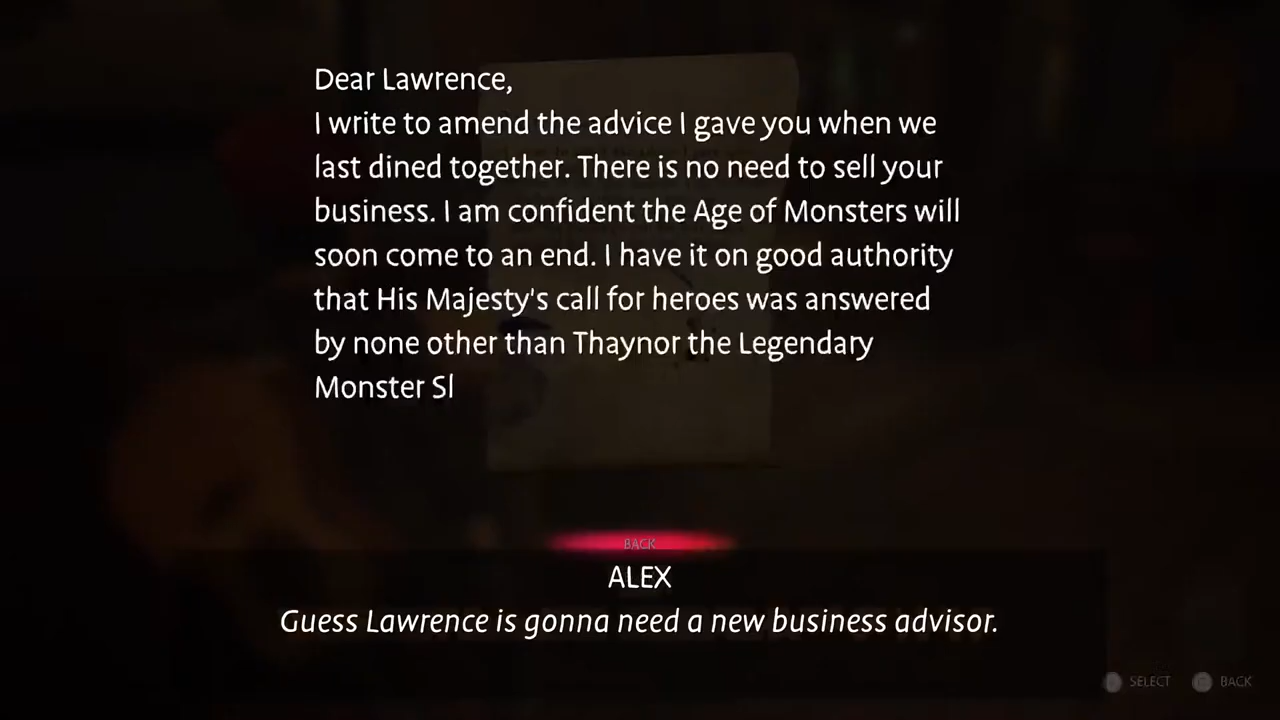 Dear Lawrence,
I write to amend the advice I gave you when we
last dined together. There is no need to sell your
business. I am confident the Age of Monsters will
soon come to an end. I have it on good authority
that His Majesty's call for heroes was answered
by none other than Thaynor the Legendary
Monster Sl
BACK
ALEX
Guess Lawrence is gonna need a new business advisor.
SELECT BACK